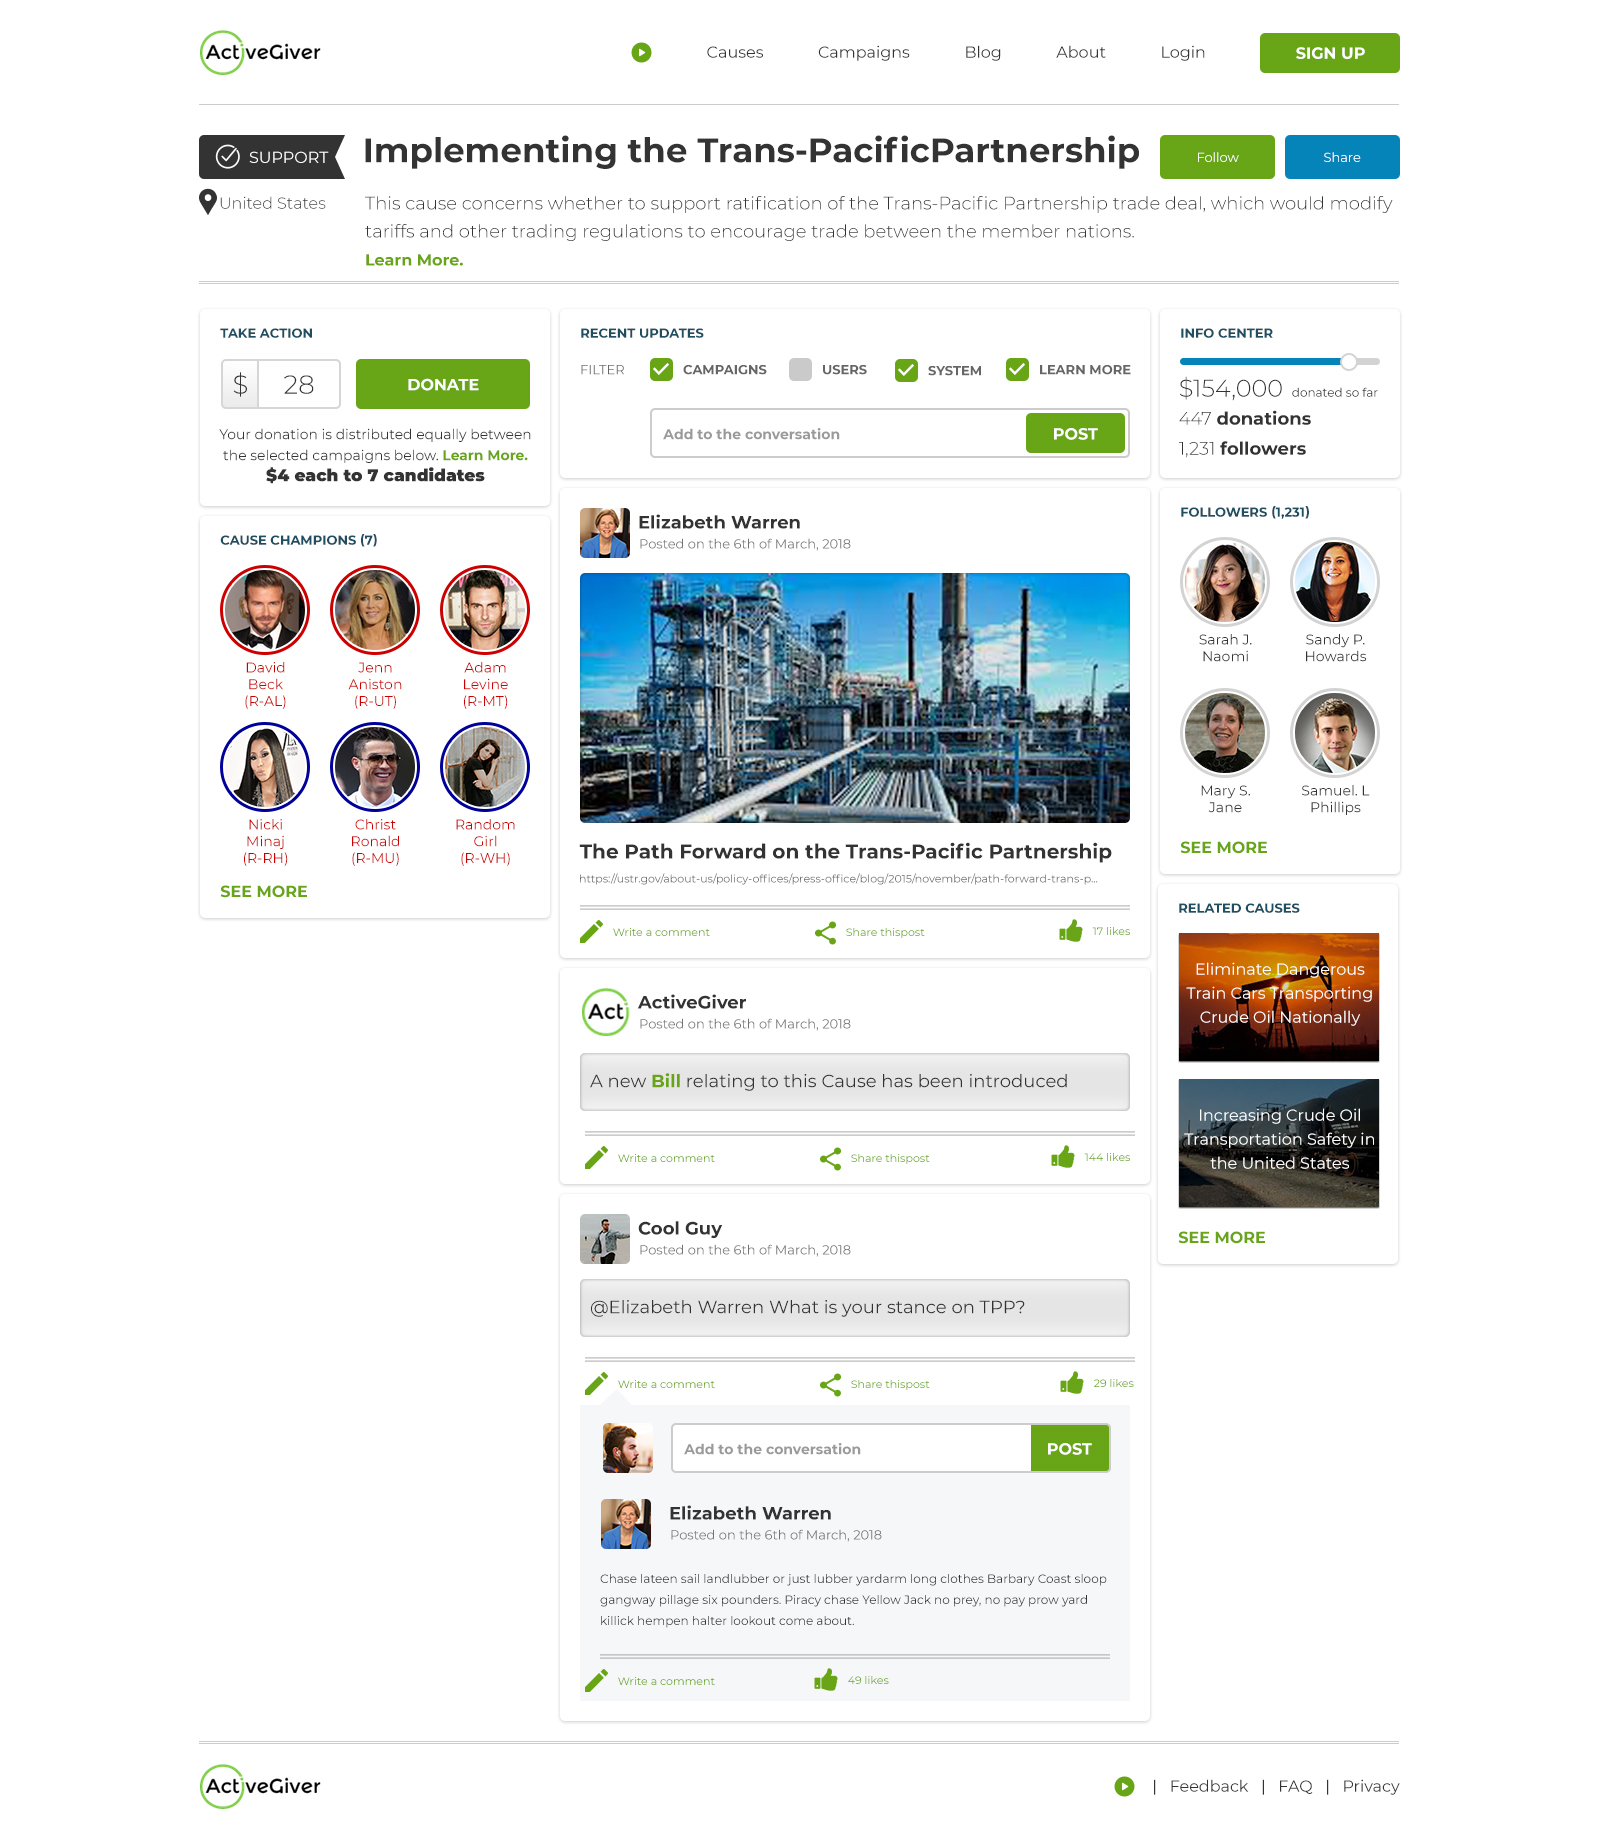 ActiveGiver
Causes
Campaigns
Blog
About
Login
SIGN UP
SUPPORT
United States
Implementing the Trans-PacificPartnership
Follow
Share
This cause concerns whether to support ratification of the Trans-Pacific Partnership trade deal, which would modify
tariffs and other trading regulations to encourage trade between the member nations.
Learn More.
TAKE ACTION
$ 28
DONATE
Your donation is distributed equally between
the selected campaigns below. Learn More.
$4 each to 7 candidates
CAUSE CHAMPIONS (7)
David
Beck
(R-AL)
Jenn
Aniston
(R-UT)
Adam
Levine
(R-MT)
Nicki
Minaj
(R-RH)
Christ
Ronald
(R-MU)
Random
Girl
(R-WH)
SEE MORE
RECENT UPDATES
FILTER
CAMPAIGNS
USERS
SYSTEM
LEARN MORE
Add to the conversation
POST
Elizabeth Warren
Posted on the 6th of March, 2018
The Path Forward on the Trans-Pacific Partnership
https://ustr.gov/about-us/policy-offices/press-office/blog/2015/november/path-forward-trans-p...
Write a comment
Share thispost
17 likes
Act
ActiveGiver
Posted on the 6th of March, 2018
A new Bill relating to this Cause has been introduced
Write a comment
Share thispost
144 likes
Cool Guy
Posted on the 6th of March, 2018
@Elizabeth Warren What is your stance on TPP?
Write a comment
Share thispost
29 likes
Add to the conversation
POST
Elizabeth Warren
Posted on the 6th of March, 2018
Chase lateen sail landlubber or just lubber yardarm long clothes Barbary Coast sloop
gangway pillage six pounders. Piracy chase Yellow Jack no prey, no pay prow yard
killick hempen halter lookout come about.
Write a comment
49 likes
INFO CENTER
$154,000 donated so far
447 donations
1,231 followers
FOLLOWERS (1,231)
Sarah J.
Naomi
Sandy P.
Howards
Mary S.
Jane
Samuel. L
Phillips
SEE MORE
RELATED CAUSES
Eliminate Dangerous
Train Cars Transporting
Crude Oil Nationally
Increasing Crude Oil
Transportation Safety in
the United States
SEE MORE
ActiveGiver
| Feedback | FAQ | Privacy